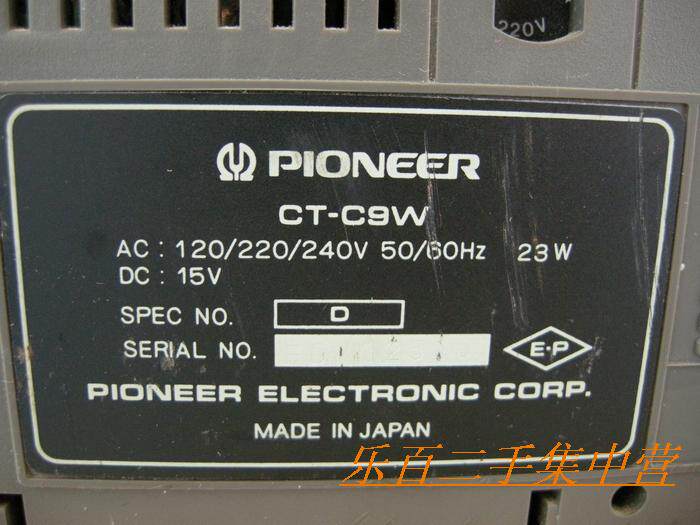 220V
PIONEER
CT-C9W
AC : 120/220/240V 50/60Hz 23W
DC : 15V
SPEC NO. D
SERIAL NO.
E·P
PIONEER ELECTRONIC CORP.
MADE IN JAPAN
乐百二手集中营